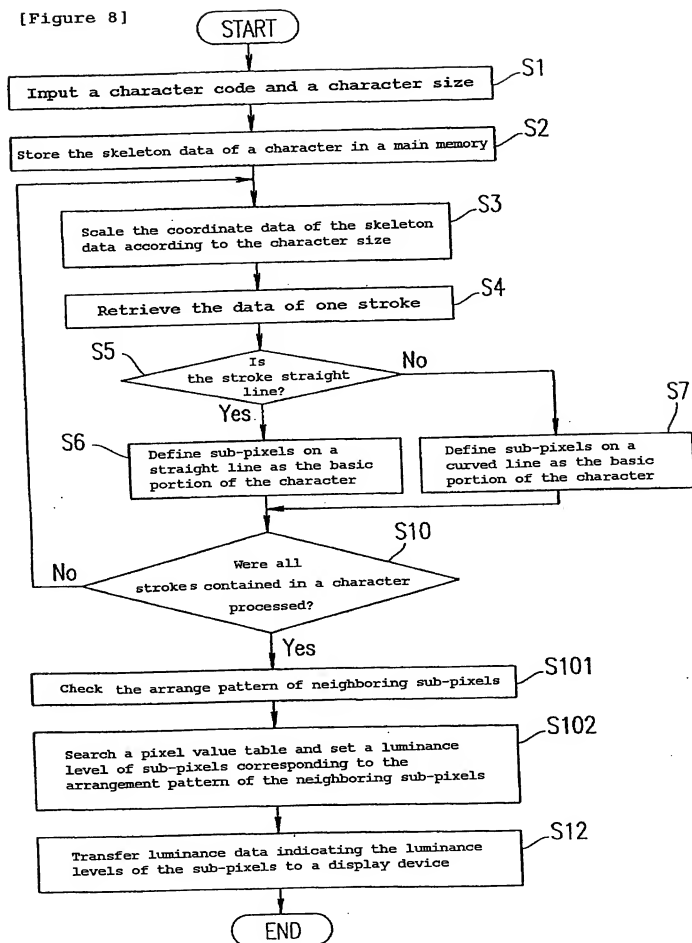 [Figure 8]
START
S1
Input a character code and a character size
S2
Store the skeleton data of a character in a main memory
S3
Scale the coordinate data of the skeleton
data according to the character size
S4
Retrieve the data of one stroke
S5
Is
the stroke straight
line?
No
Yes
S6
Define sub-pixels on a
straight line as the basic
portion of the character
S7
Define sub-pixels on a
curved line as the basic
portion of the character
S10
Were all
strokes contained in a character
processed?
No
Yes
S101
Check the arrange pattern of neighboring sub-pixels
S102
Search a pixel value table and set a luminance
level of sub-pixels corresponding to the
arrangement pattern of the neighboring sub-pixels
S12
Transfer luminance data indicating the luminance
levels of the sub-pixels to a display device
END